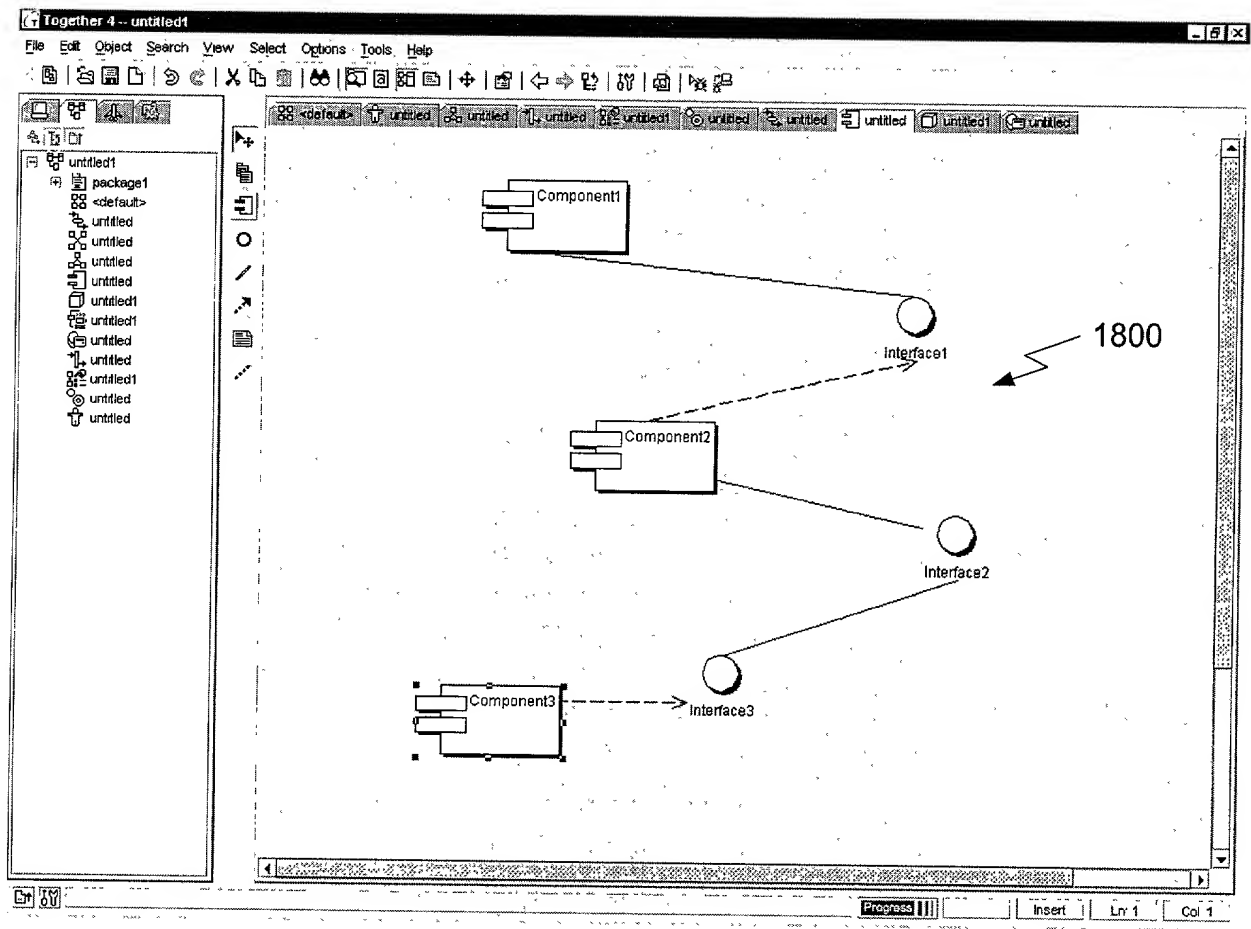 Together 4 -- untitled1
File Edit Object Search View Select Options Tools Help
<default> untitled untitled untitled untitled1 untitled untitled untitled untitled1 untitled
untitled1
package1
<default>
untitled
untitled
untitled
untitled
untitled1
untitled1
untitled
untitled
untitled1
untitled
untitled
Component1
Interface1
1800
Component2
Interface2
Component3
Interface3
Progress
Insert Ln: 1 Col: 1